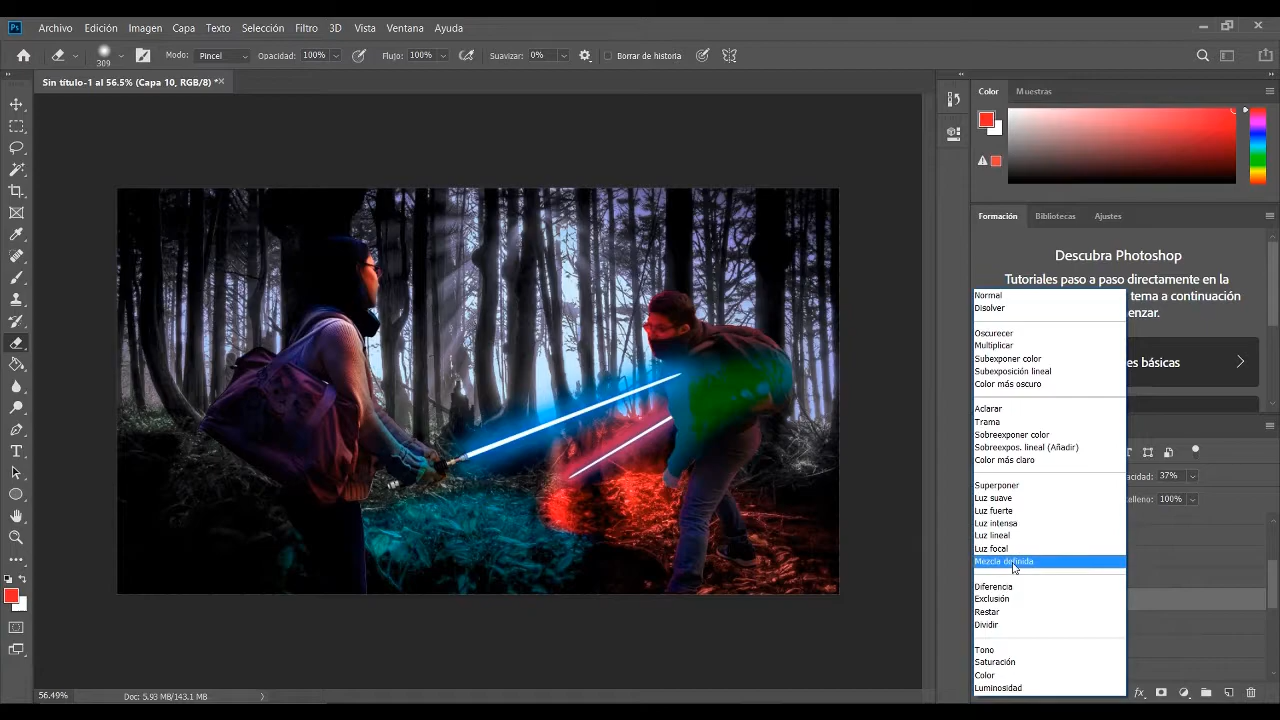 Ps Archivo Edición Imagen Capa Texto Selección Filtro 3D Vista Ventana Ayuda
309 Modo: Pincel Opacidad: 100% Flujo: 100% Suavizar: 0% Borrar de historia
Sin título-1 al 56.5% (Capa 10, RGB/8) *
Color Muestras
Formación Bibliotecas Ajustes
Descubra Photoshop
Tutoriales paso a paso directamente en la
tema a continuación
nzar.
es básicas
Normal
Disolver
Oscurecer
Multiplicar
Subexponer color
Subexposición lineal
Color más oscuro
Aclarar
Trama
Sobreexponer color
Sobreexpos. lineal (Añadir)
Color más claro
acidad: 37%
Superponer
Luz suave
elleno: 100%
Luz fuerte
Luz intensa
Luz lineal
Luz focal
Mezcla definida
Diferencia
Exclusión
Restar
Dividir
Tono
Saturación
Color
Luminosidad
56.49% Doc: 5.93 MB/143.1 MB